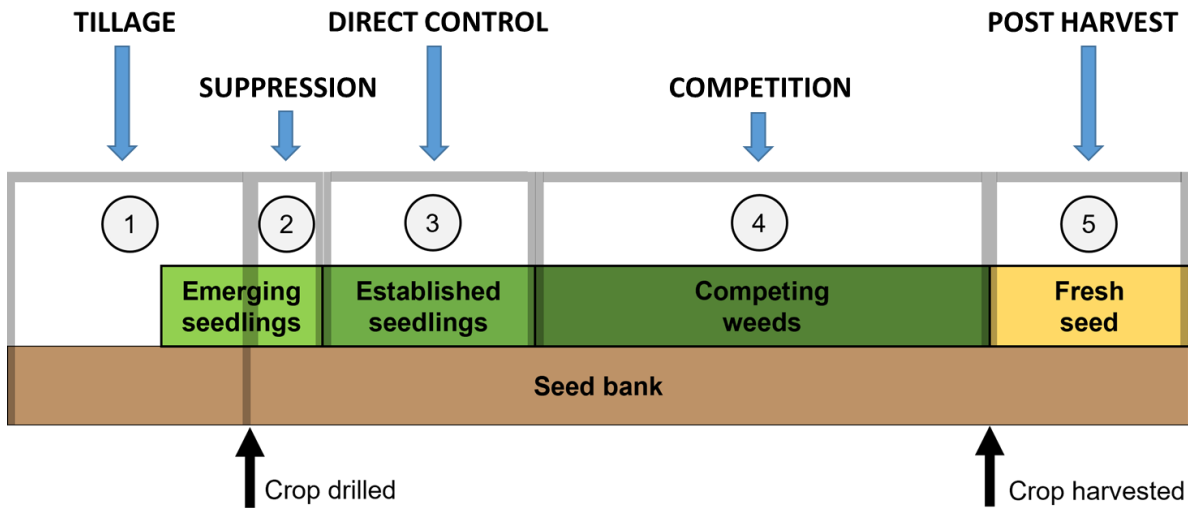 TILLAGE
DIRECT CONTROL
POST HARVEST
SUPPRESSION
COMPETITION
1
2
3
4
5
Emerging
seedlings
Established
seedlings
Competing
weeds
Fresh
seed
Seed bank
Crop drilled
Crop harvested